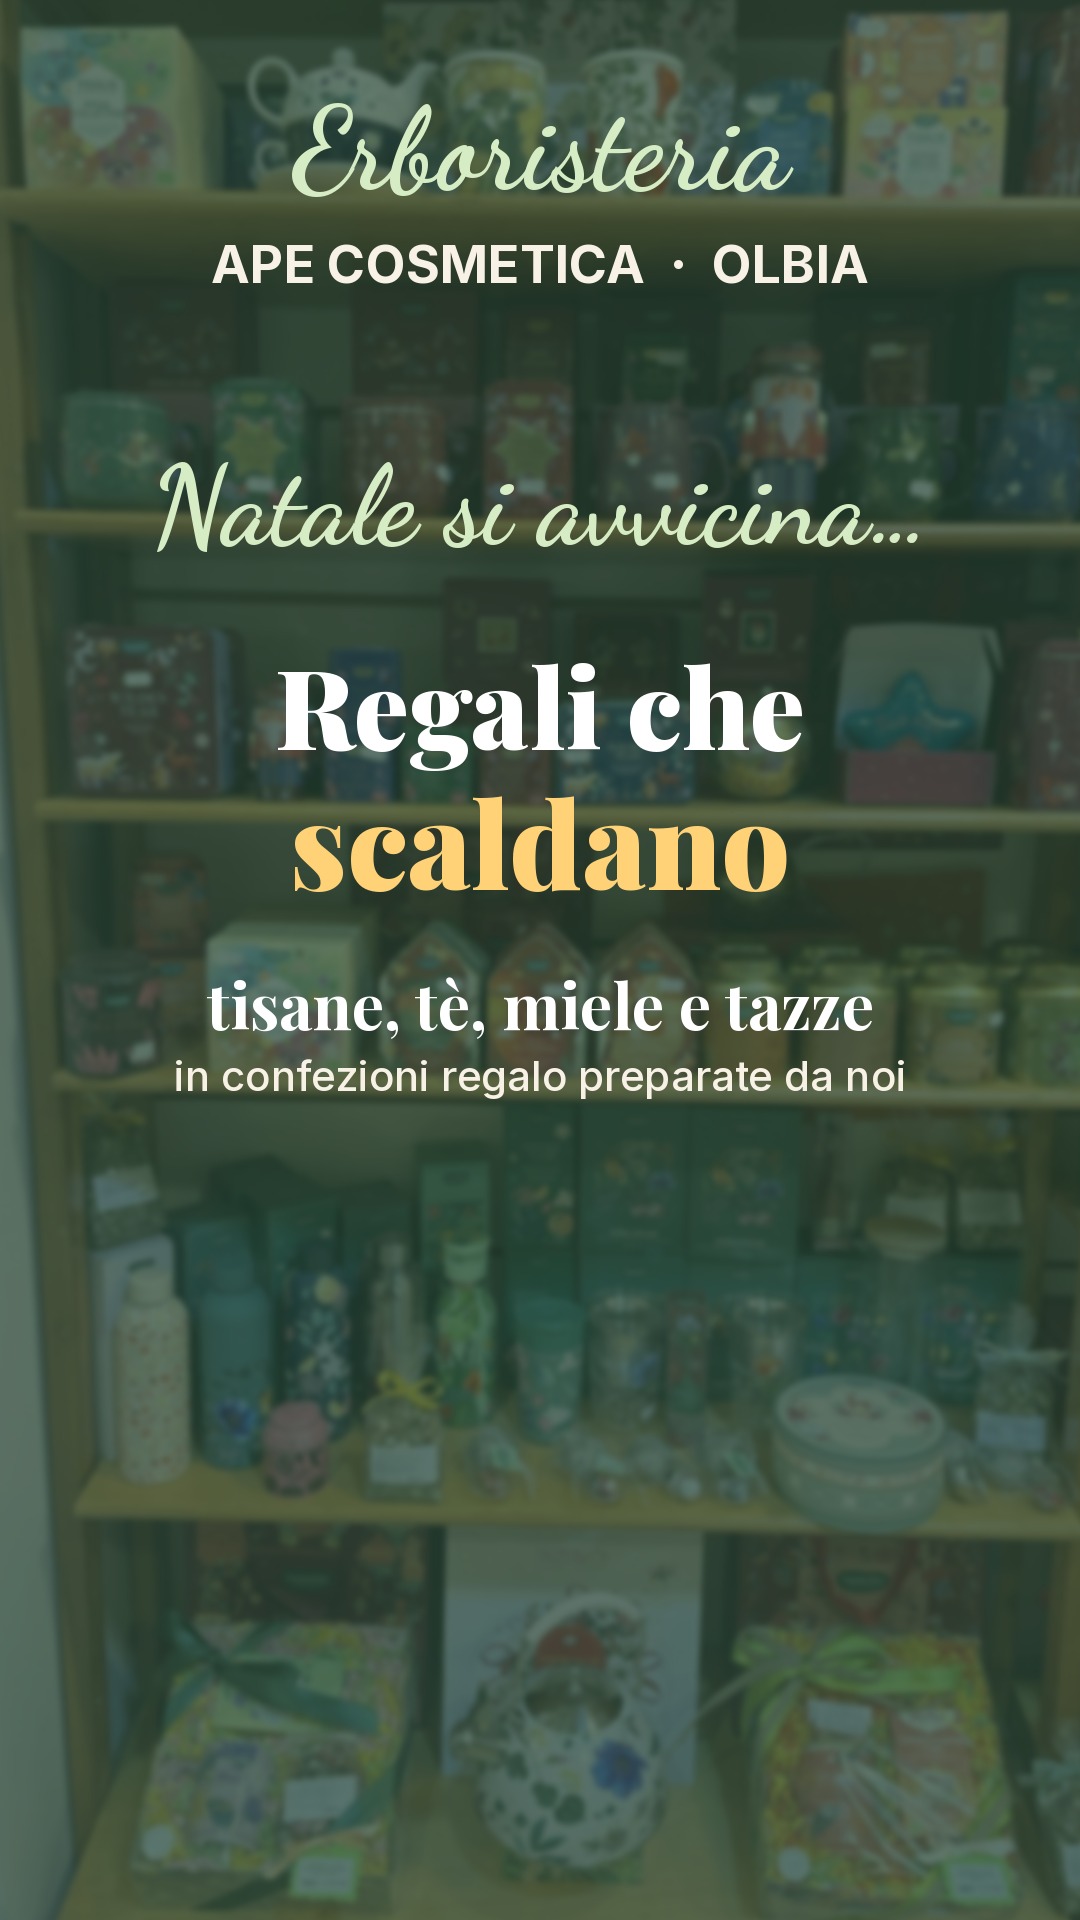 Erboristeria
APE COSMETICA · OLBIA
Natale si avvicina...
Regali che
scaldano
tisane, tè, miele e tazze
in confezioni regalo preparate da noi